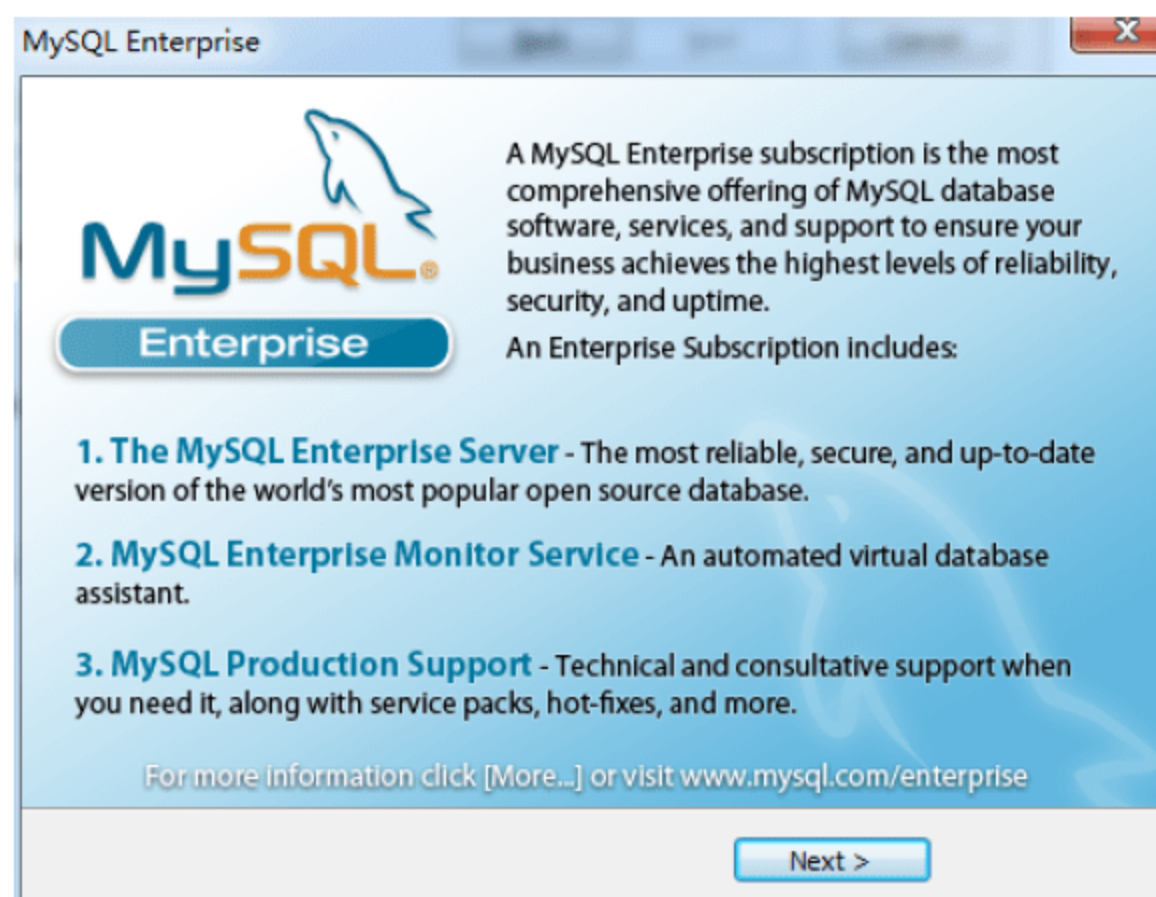 MySQL Enterprise
X
MySQL®
Enterprise
A MySQL Enterprise subscription is the most
comprehensive offering of MySQL database
software, services, and support to ensure your
business achieves the highest levels of reliability,
security, and uptime.
An Enterprise Subscription includes:
1. The MySQL Enterprise Server - The most reliable, secure, and up-to-date
version of the world's most popular open source database.
2. MySQL Enterprise Monitor Service - An automated virtual database
assistant.
3. MySQL Production Support - Technical and consultative support when
you need it, along with service packs, hot-fixes, and more.
For more information click [More...] or visit www.mysql.com/enterprise
Next >